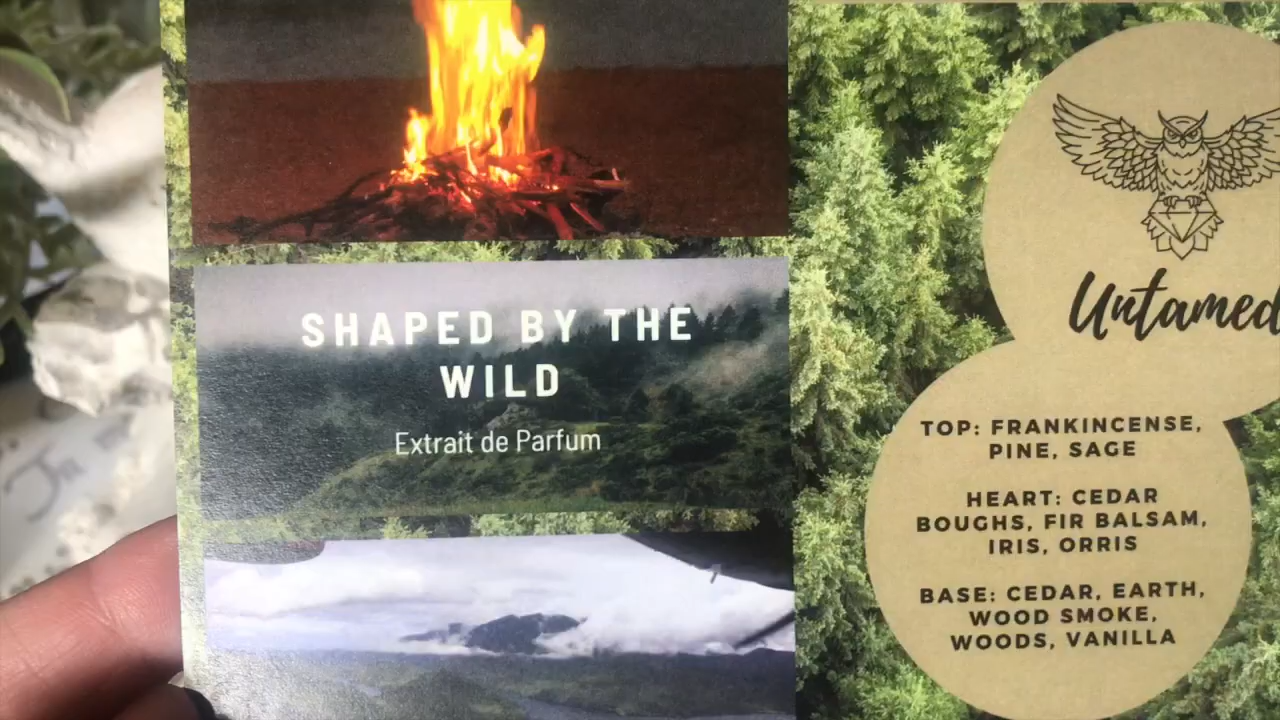 SHAPED BY THE
WILD
Extrait de Parfum
Untamed
TOP: FRANKINCENSE,
PINE, SAGE
HEART: CEDAR
BOUGHS, FIR BALSAM,
IRIS, ORRIS
BASE: CEDAR, EARTH,
WOOD SMOKE,
WOODS, VANILLA